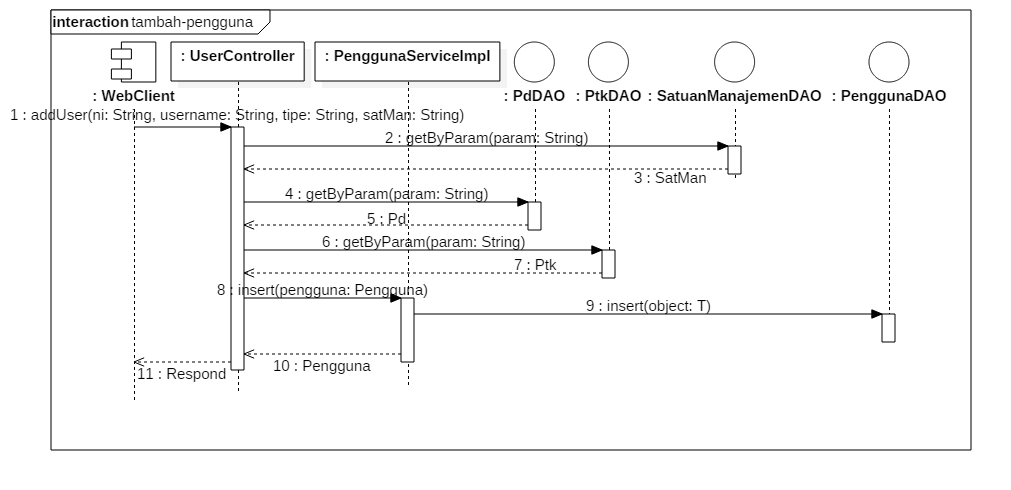 interaction tambah-pengguna
: UserController
: PenggunaServiceImpl
: WebClient
: PdDAO
: PtkDAO
: SatuanManajemenDAO
: PenggunaDAO
1 : addUser(ni: String, username: String, tipe: String, satMan: String)
2 : getByParam(param: String)
3 : SatMan
4 : getByParam(param: String)
5 : Pd
6 : getByParam(param: String)
7 : Ptk
8 : insert(pengguna: Pengguna)
9 : insert(object: T)
10 : Pengguna
11 : Respond